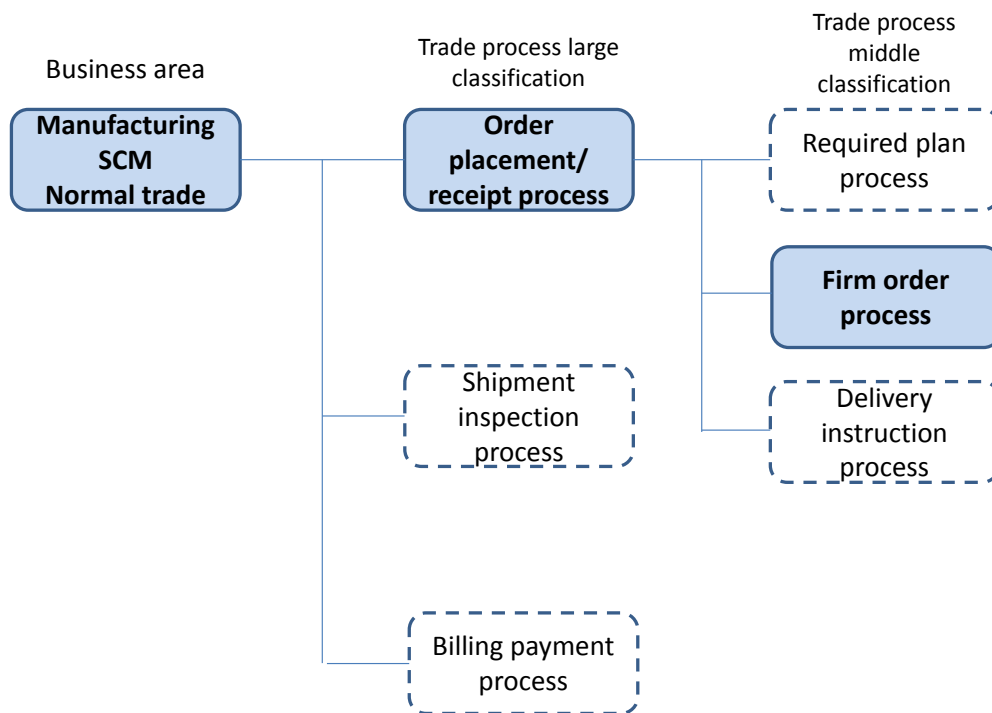 Business area
Manufacturing
SCM
Normal trade
Trade process large
classification
Order
placement/
receipt process
Shipment
inspection
process
Billing payment
process
Trade process
middle
classification
Required plan
process
Firm order
process
Delivery
instruction
process